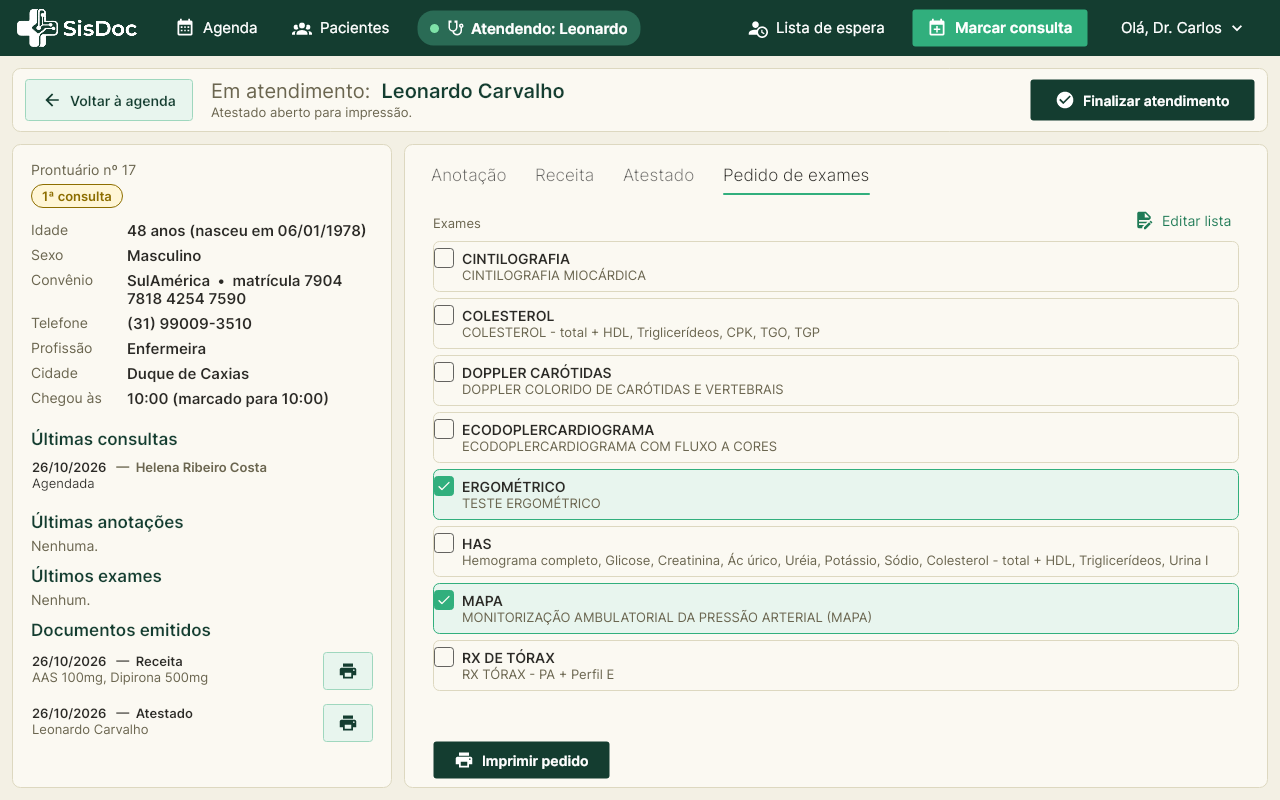 SisDoc
Agenda
Pacientes
Atendendo: Leonardo
Lista de espera
Marcar consulta
Olá, Dr. Carlos
Voltar à agenda
Em atendimento: Leonardo Carvalho
Atestado aberto para impressão.
Finalizar atendimento
Prontuário nº 17
1ª consulta
Idade 48 anos (nasceu em 06/01/1978)
Sexo Masculino
Convênio SulAmérica • matrícula 7904
7818 4254 7590
Telefone (31) 99009-3510
Profissão Enfermeira
Cidade Duque de Caxias
Chegou às 10:00 (marcado para 10:00)
Últimas consultas
26/10/2026 — Helena Ribeiro Costa
Agendada
Últimas anotações
Nenhuma.
Últimos exames
Nenhum.
Documentos emitidos
26/10/2026 — Receita
AAS 100mg, Dipirona 500mg
26/10/2026 — Atestado
Leonardo Carvalho
Anotação Receita Atestado Pedido de exames
Exames
Editar lista
CINTILOGRAFIA
CINTILOGRAFIA MIOCÁRDICA
COLESTEROL
COLESTEROL - total + HDL, Triglicerídeos, CPK, TGO, TGP
DOPPLER CARÓTIDAS
DOPPLER COLORIDO DE CARÓTIDAS E VERTEBRAIS
ECODOPLERCARDIOGRAMA
ECODOPLERCARDIOGRAMA COM FLUXO A CORES
ERGOMÉTRICO
TESTE ERGOMÉTRICO
HAS
Hemograma completo, Glicose, Creatinina, Ác úrico, Uréia, Potássio, Sódio, Colesterol - total + HDL, Triglicerídeos, Urina I
MAPA
MONITORIZAÇÃO AMBULATORIAL DA PRESSÃO ARTERIAL (MAPA)
RX DE TÓRAX
RX TÓRAX - PA + Perfil E
Imprimir pedido